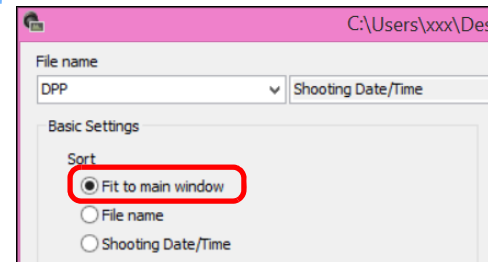 C:\Users\xxx\Des
File name
DPP Shooting Date/Time
Basic Settings
Sort
Fit to main window
File name
Shooting Date/Time